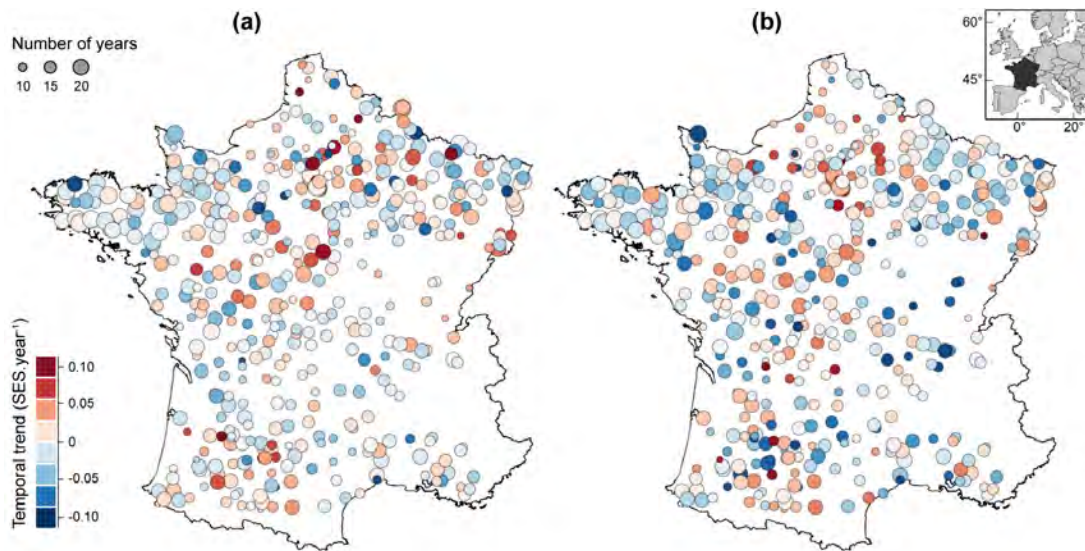 (a)
(b)
Number of years
10 15 20
60°
45°
0° 20°
Temporal trend (SES.year⁻¹)
0.10
0.05
0
-0.05
-0.10